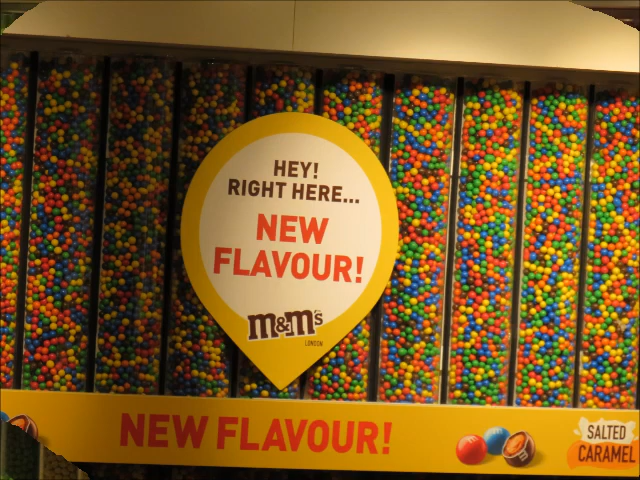 HEY!
RIGHT HERE...
NEW
FLAVOUR!
m&m's
LONDON
NEW FLAVOUR!
SALTED
CARAMEL